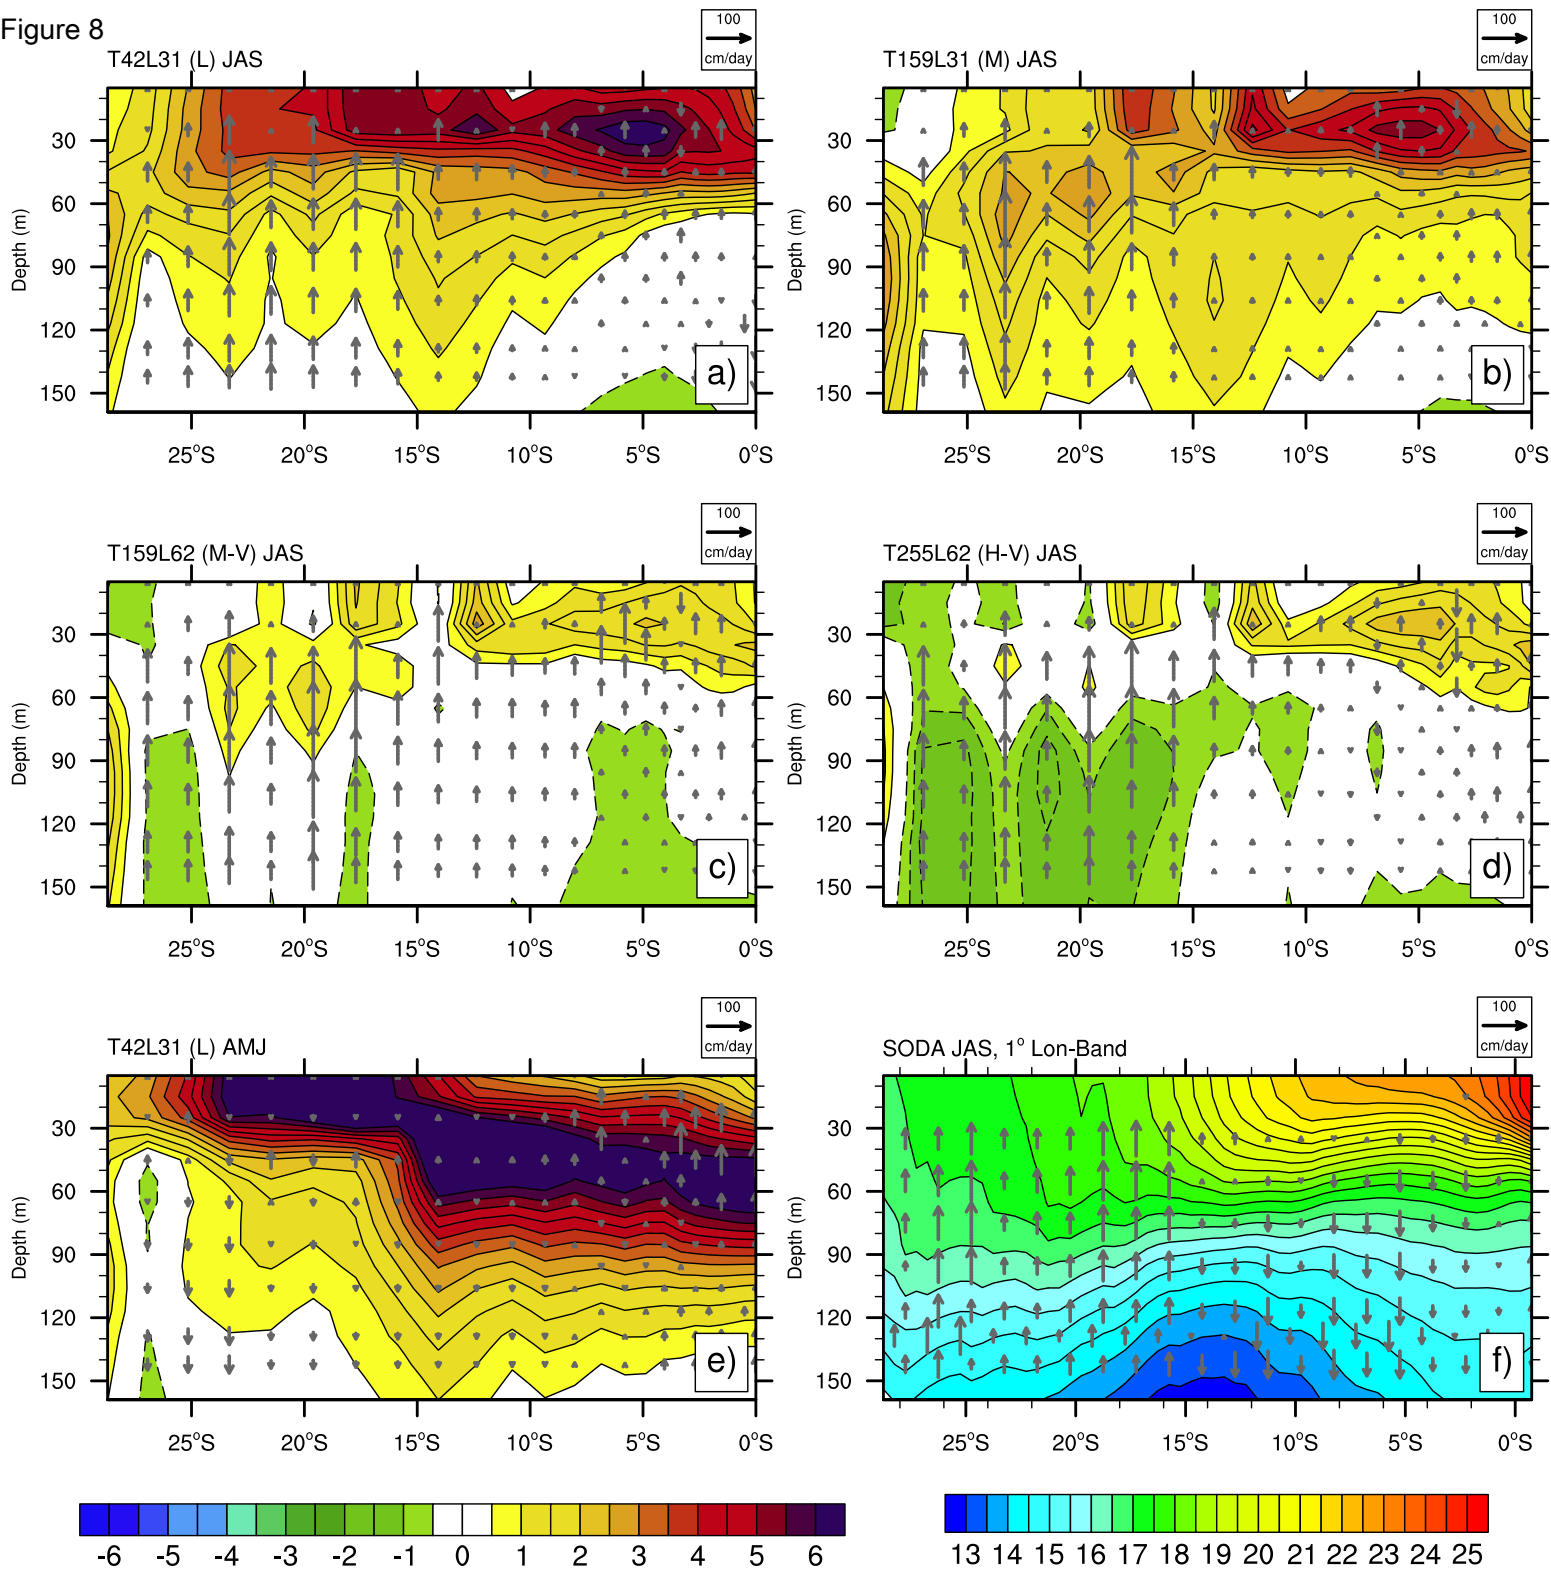 Figure 8
100
cm/day
100
cm/day
T42L31 (L) JAS
T159L31 (M) JAS
Depth (m)
30
60
90
120
150
a)
25°S
20°S
15°S
10°S
5°S
0°S
Depth (m)
30
60
90
120
150
b)
25°S
20°S
15°S
10°S
5°S
0°S
100
cm/day
100
cm/day
T159L62 (M-V) JAS
T255L62 (H-V) JAS
Depth (m)
30
60
90
120
150
c)
25°S
20°S
15°S
10°S
5°S
0°S
Depth (m)
30
60
90
120
150
d)
25°S
20°S
15°S
10°S
5°S
0°S
100
cm/day
100
cm/day
T42L31 (L) AMJ
SODA JAS, 1° Lon-Band
Depth (m)
30
60
90
120
150
e)
25°S
20°S
15°S
10°S
5°S
0°S
Depth (m)
30
60
90
120
150
f)
25°S
20°S
15°S
10°S
5°S
0°S
-6 -5 -4 -3 -2 -1 0 1 2 3 4 5 6
13 14 15 16 17 18 19 20 21 22 23 24 25